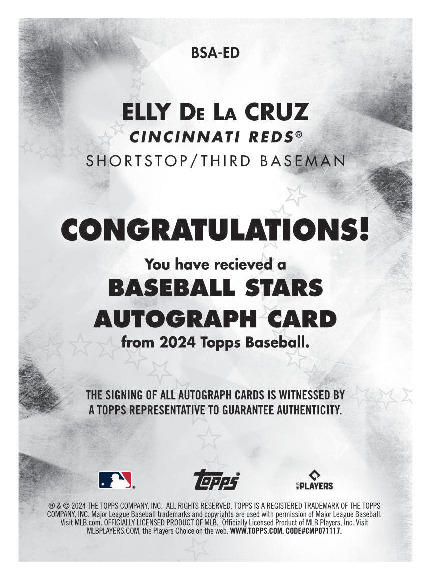 BSA-ED
ELLY DE LA CRUZ
CINCINNATI REDS®
SHORTSTOP/THIRD BASEMAN
CONGRATULATIONS!
You have recieved a
BASEBALL STARS
AUTOGRAPH CARD
from 2024 Topps Baseball.
THE SIGNING OF ALL AUTOGRAPH CARDS IS WITNESSED BY
A TOPPS REPRESENTATIVE TO GUARANTEE AUTHENTICITY.
Topps
MLBPLAYERS
® & © 2024 THE TOPPS COMPANY, INC. ALL RIGHTS RESERVED. TOPPS IS A REGISTERED TRADEMARK OF THE TOPPS
COMPANY, INC. Major League Baseball trademarks and copyrights are used with permission of Major League Baseball.
Visit MLB.com. OFFICIALLY LICENSED PRODUCT OF MLB. Officially Licensed Product of MLB Players, Inc. Visit
MLBPLAYERS.COM, the Players Choice on the web. WWW.TOPPS.COM. CODE#CMP071117.